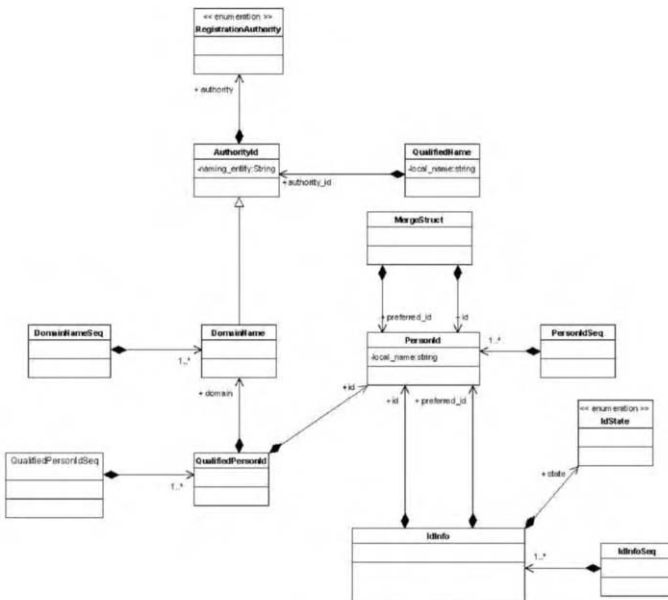 << enumeration >>
RegistrationAuthority
+ authority
AuthorityId
-naming_entity:String
QualifiedName
-local_name:string
+authority_id
MergeStruct
+preferred_id
+ id
DomainNameSeq
1..*
DomainName
PersonId
-local_name:string
1..*
PersonIdSeq
+ domain
+id
+id
+ preferred_id
<< enumeration >>
IdState
QualifiedPersonIdSeq
1..*
QualifiedPersonId
+ state
IdInfo
1..*
IdInfoSeq